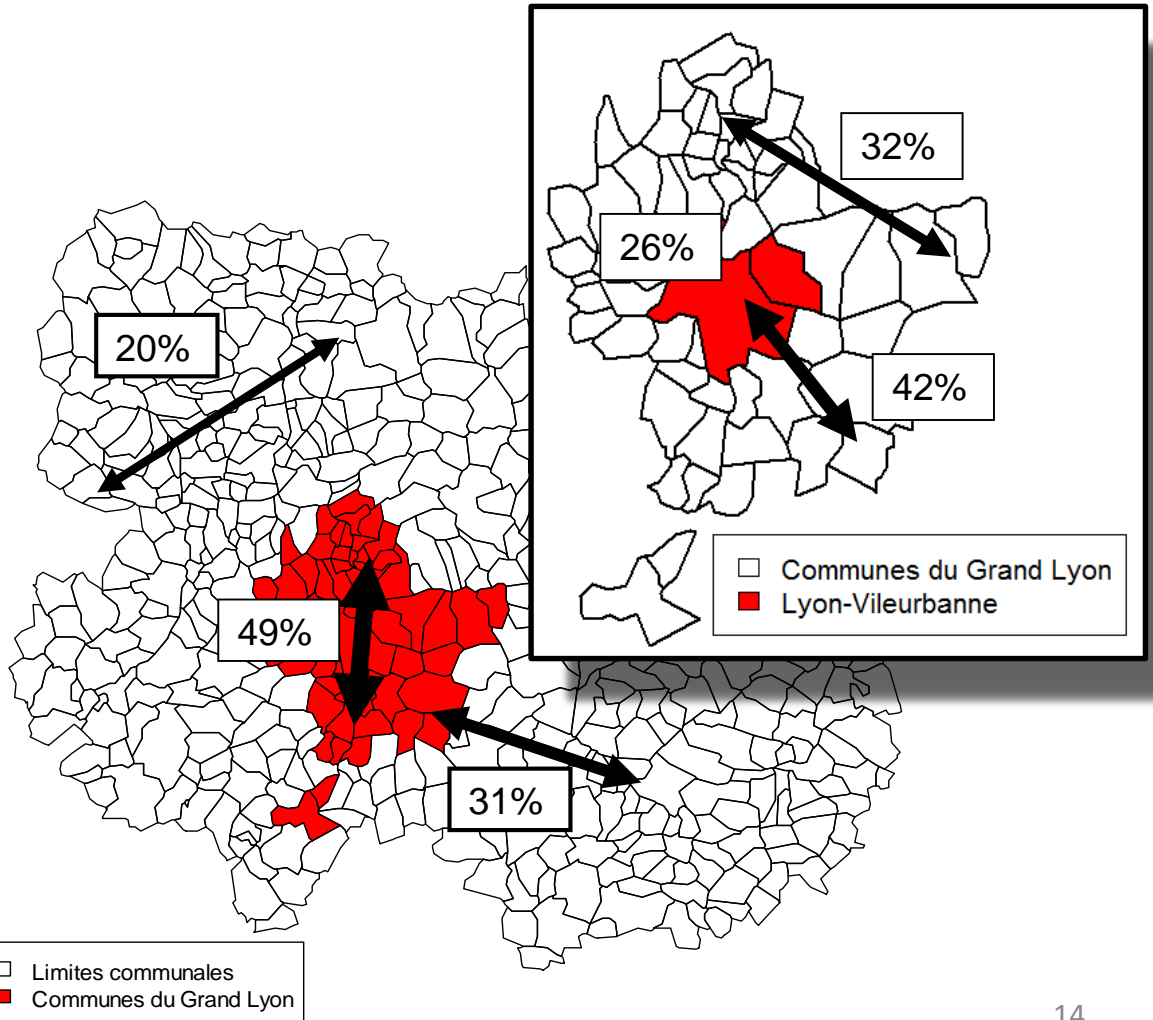 32%
26%
20%
42%
Communes du Grand Lyon
Lyon-Vileurbanne
49%
31%
Limites communales
Communes du Grand Lyon
14